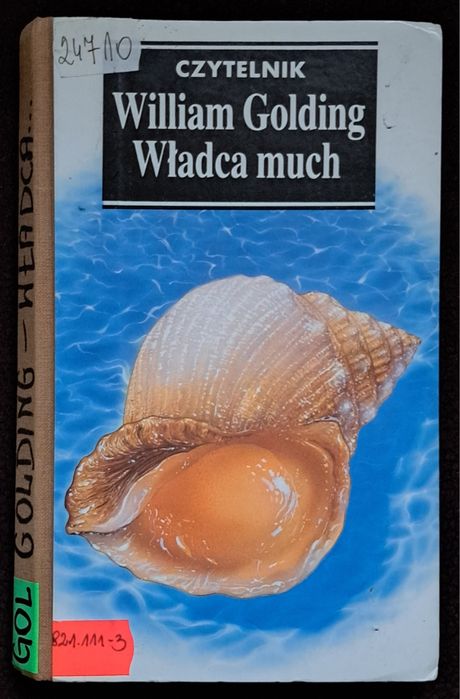 24710
CZYTELNIK
William Golding
Władca much
GOLDING – WŁADCA...
GOL
821.111-3